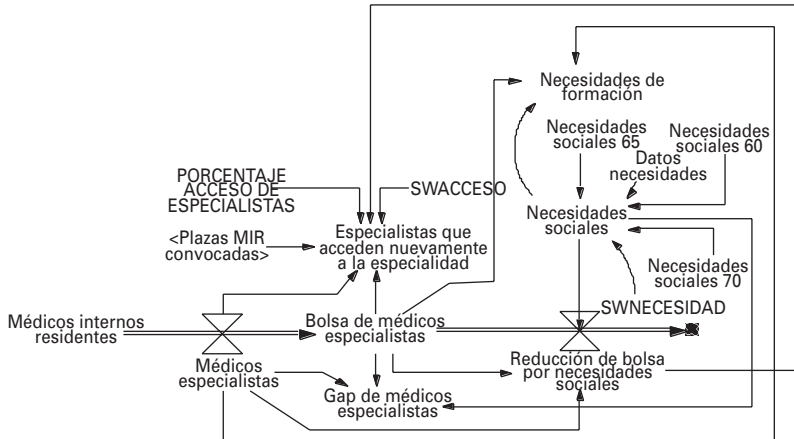 Necesidades de
formación
Necesidades
sociales 65
Necesidades
sociales 60
Datos
necesidades
PORCENTAJE
ACCESO DE
ESPECIALISTAS
SWACCESO
Necesidades
sociales
<Plazas MIR
convocadas>
Especialistas que
acceden nuevamente
a la especialidad
Necesidades
sociales 70
SWNECESIDAD
Médicos internos
residentes
Bolsa de médicos
especialistas
Médicos
especialistas
Reducción de bolsa
por necesidades
sociales
Gap de médicos
especialistas